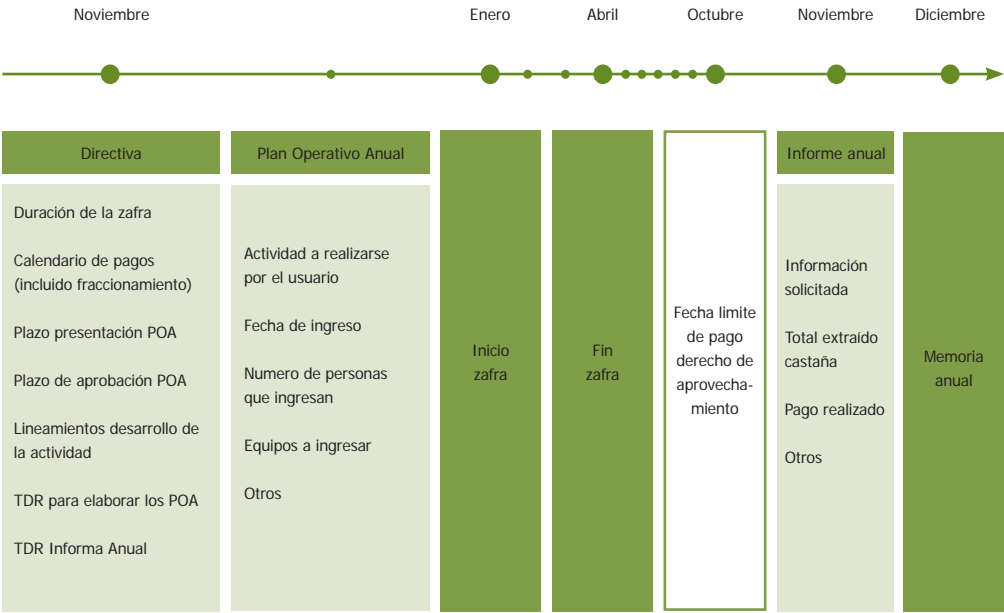 Noviembre
Enero
Abril
Octubre
Noviembre
Diciembre
Directiva
Duración de la zafra
Calendario de pagos
(incluido fraccionamiento)
Plazo presentación POA
Plazo de aprobación POA
Lineamientos desarrollo de
la actividad
TDR para elaborar los POA
TDR Informa Anual
Plan Operativo Anual
Actividad a realizarse
por el usuario
Fecha de ingreso
Numero de personas
que ingresan
Equipos a ingresar
Otros
Inicio
zafra
Fin
zafra
Fecha limite
de pago
derecho de
aprovecha-
miento
Informe anual
Información
solicitada
Total extraído
castaña
Pago realizado
Otros
Memoria
anual